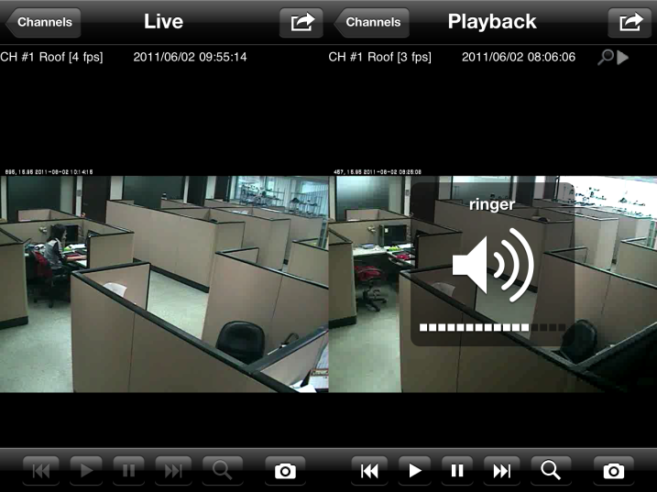 Channels
Live
CH #1 Roof [4 fps]
2011/06/02 09:55:14
Channels
Playback
CH #1 Roof [3 fps]
2011/06/02 08:06:06
ringer